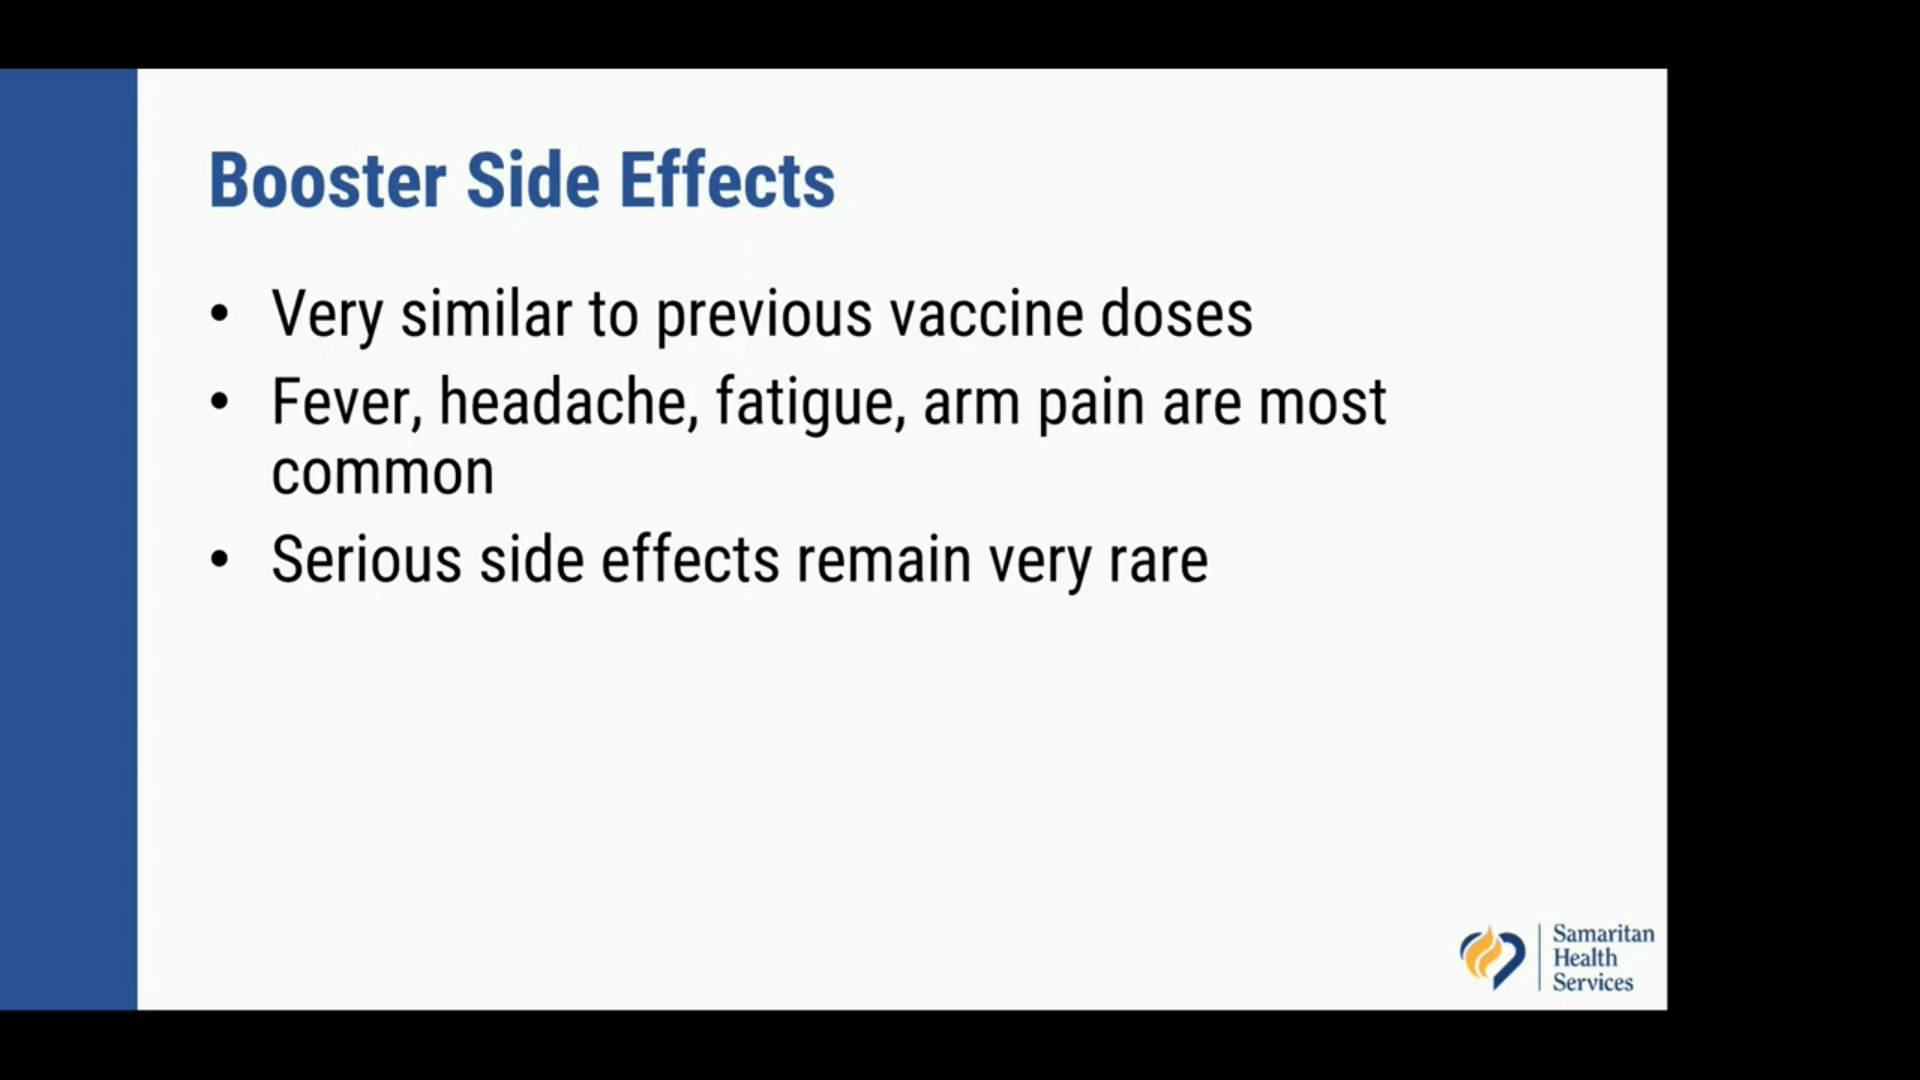 Booster Side Effects
• Very similar to previous vaccine doses
• Fever, headache, fatigue, arm pain are most
common
• Serious side effects remain very rare
Samaritan
Health
Services